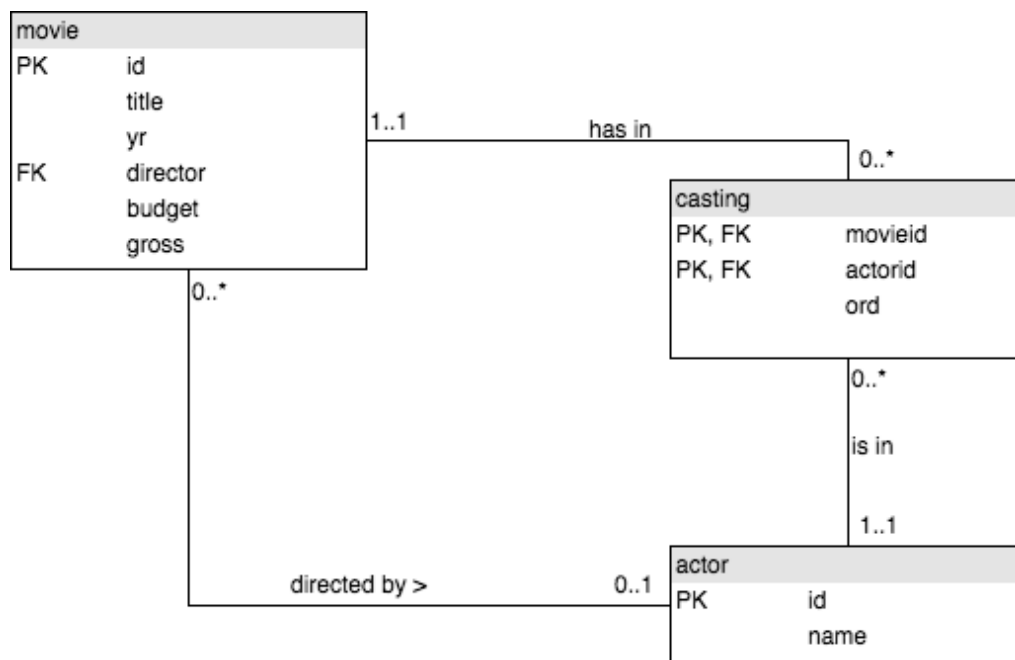 movie
PK id
title
yr
FK director
budget
gross
1..1
has in
0..*
casting
PK, FK movieid
PK, FK actorid
ord
0..*
0..*
is in
1..1
directed by >
0..1
actor
PK id
name